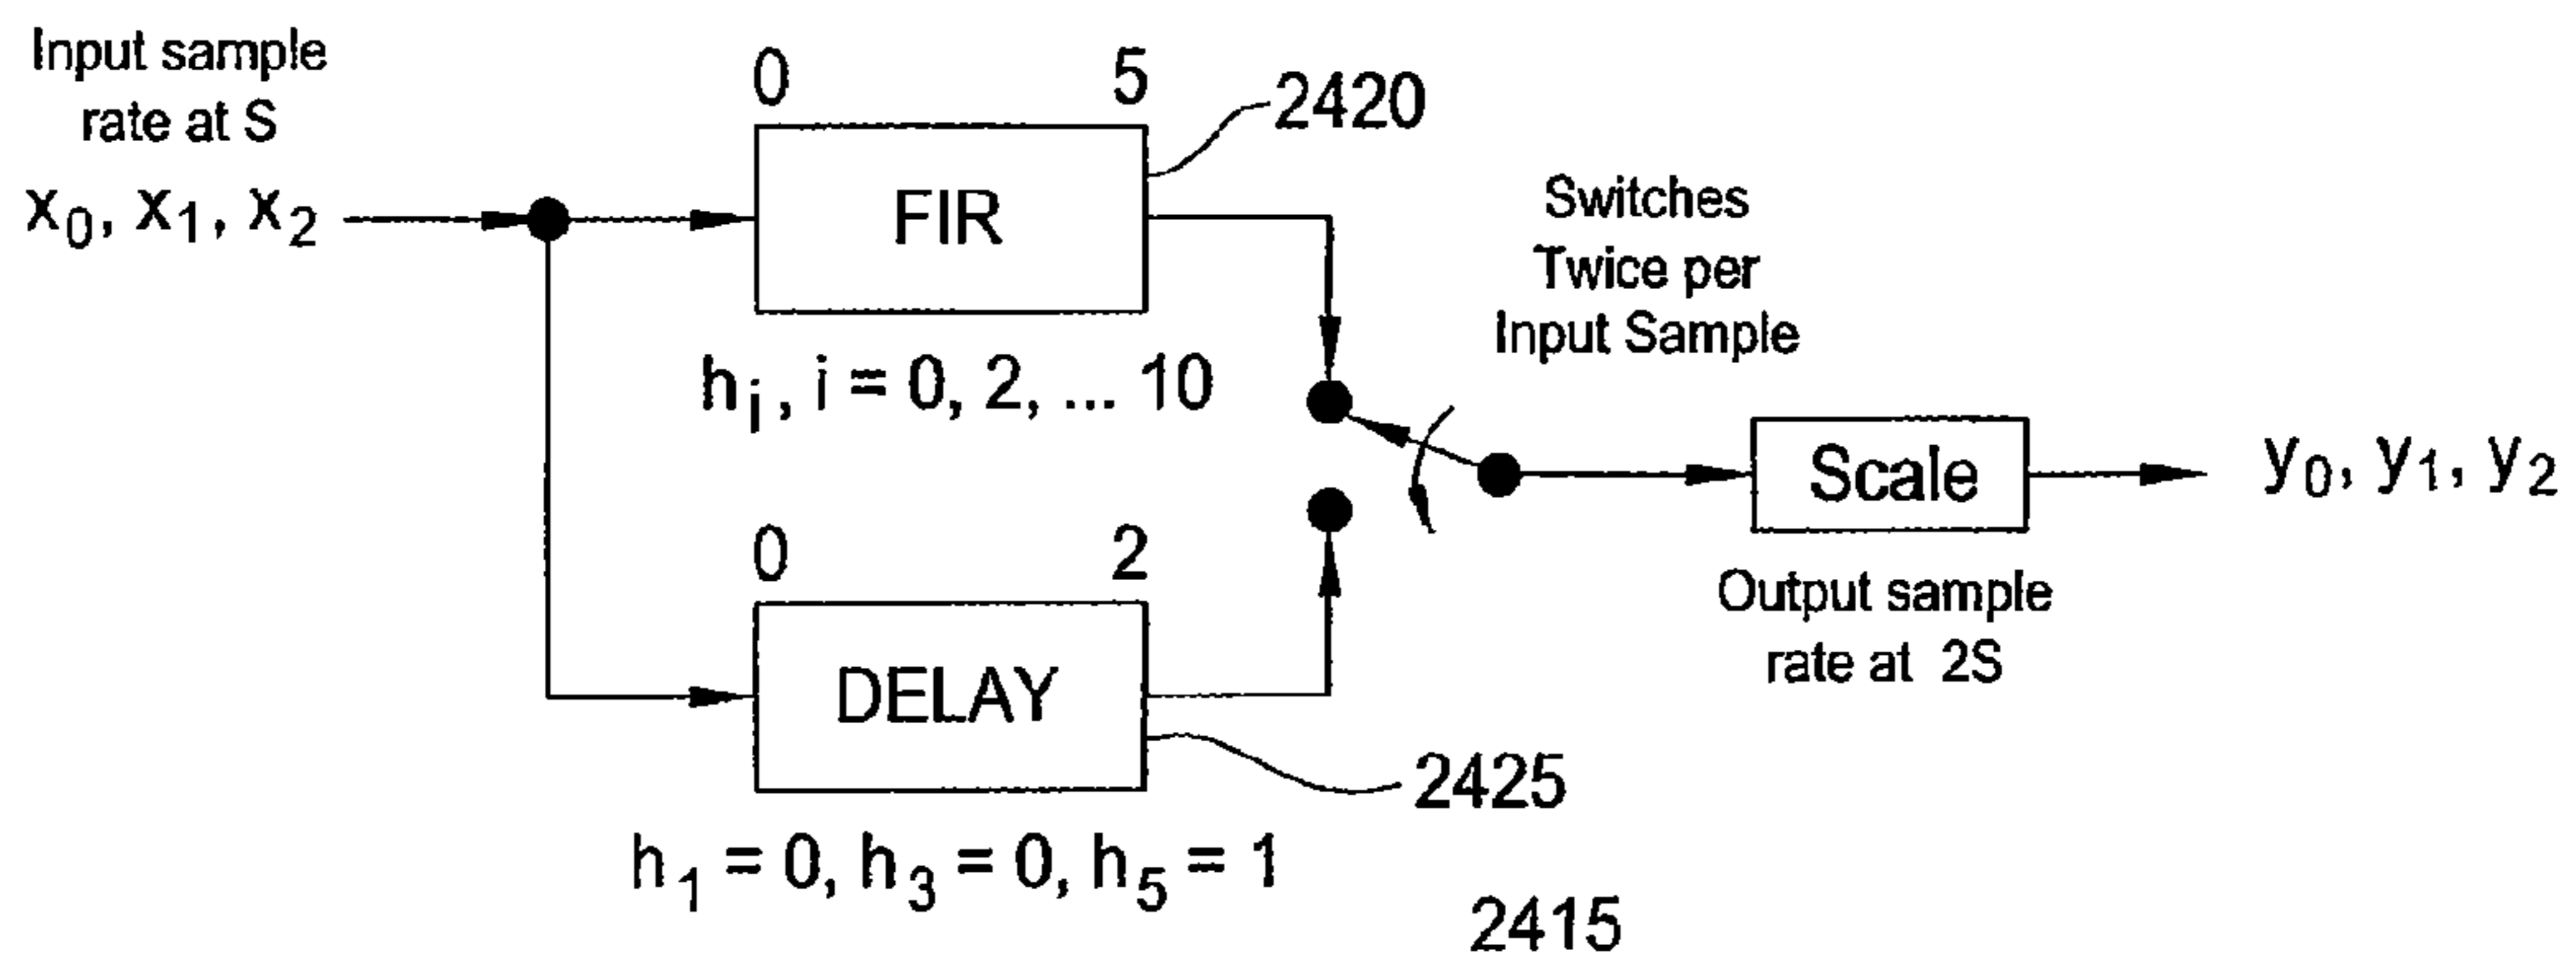 Input sample
rate at S
x0, x1, x2
0 5
2420
FIR
hi, i = 0, 2, ... 10
Switches
Twice per
Input Sample
Scale
y0, y1, y2
Output sample
rate at 2S
0 2
DELAY
2425
h1 = 0, h3 = 0, h5 = 1
2415